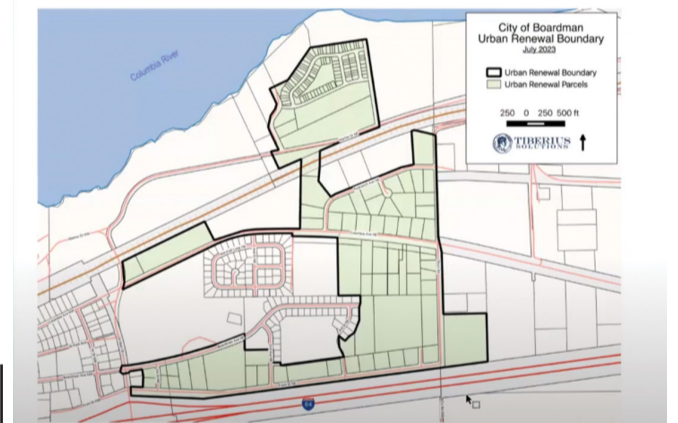 City of Boardman
Urban Renewal Boundary
July 2023
Urban Renewal Boundary
Urban Renewal Parcels
250 0 250 500 ft
TIBERIUS
SOLUTIONS
Columbia River